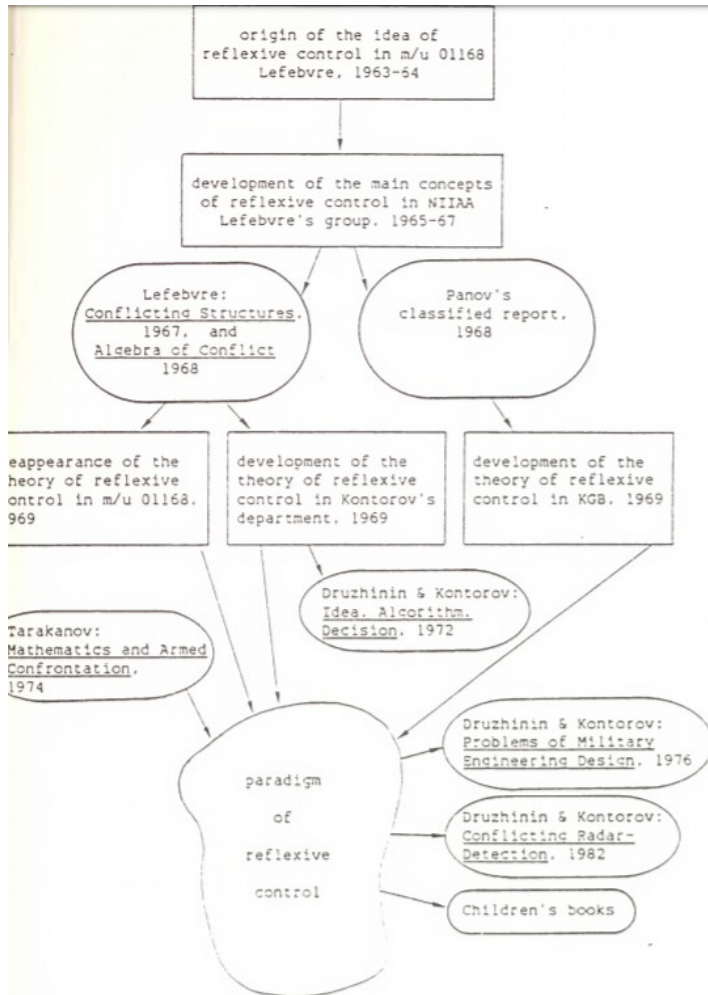 origin of the idea of
reflexive control in m/u 01168
Lefebvre, 1963-64
development of the main concepts
of reflexive control in NIIAA
Lefebvre's group, 1965-67
Lefebvre:
Conflicting Structures,
1967, and
Algebra of Conflict
1968
Panov's
classified report,
1968
eappearance of the
heory of reflexive
ontrol in m/u 01168,
969
development of the
theory of reflexive
control in Kontorov's
department, 1969
development of the
theory of reflexive
control in KGB, 1969
Druzhinin & Kontorov:
Idea, Algorithm,
Decision, 1972
Tarakanov:
Mathematics and Armed
Confrontation,
1974
paradigm
of
reflexive
control
Druzhinin & Kontorov:
Problems of Military
Engineering Design, 1976
Druzhinin & Kontorov:
Conflicting Radar-
Detection, 1982
Children's books